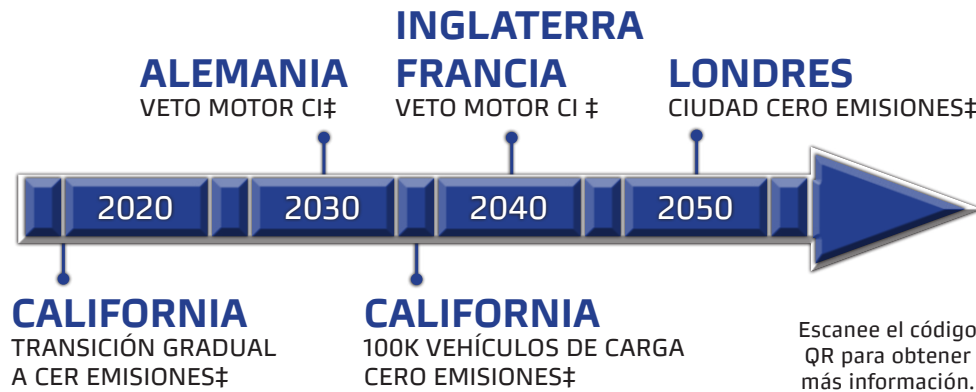 INGLATERRA
ALEMANIA
VETO MOTOR CI‡
FRANCIA
VETO MOTOR CI ‡
LONDRES
CIUDAD CERO EMISIONES‡
2020
2030
2040
2050
CALIFORNIA
TRANSICIÓN GRADUAL
A CER EMISIONES‡
CALIFORNIA
100K VEHÍCULOS DE CARGA
CERO EMISIONES‡
Escanee el código
QR para obtener
más información.